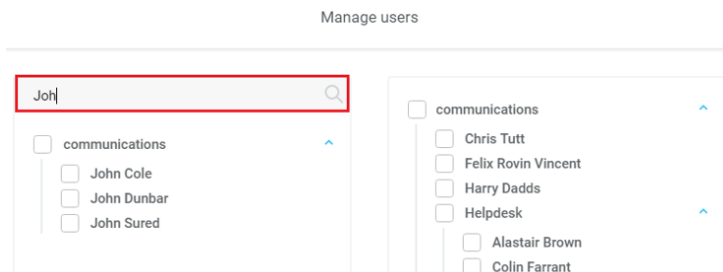 Manage users
Joh
communications
John Cole
John Dunbar
John Sured
communications
Chris Tutt
Felix Rovin Vincent
Harry Dadds
Helpdesk
Alastair Brown
Colin Farrant